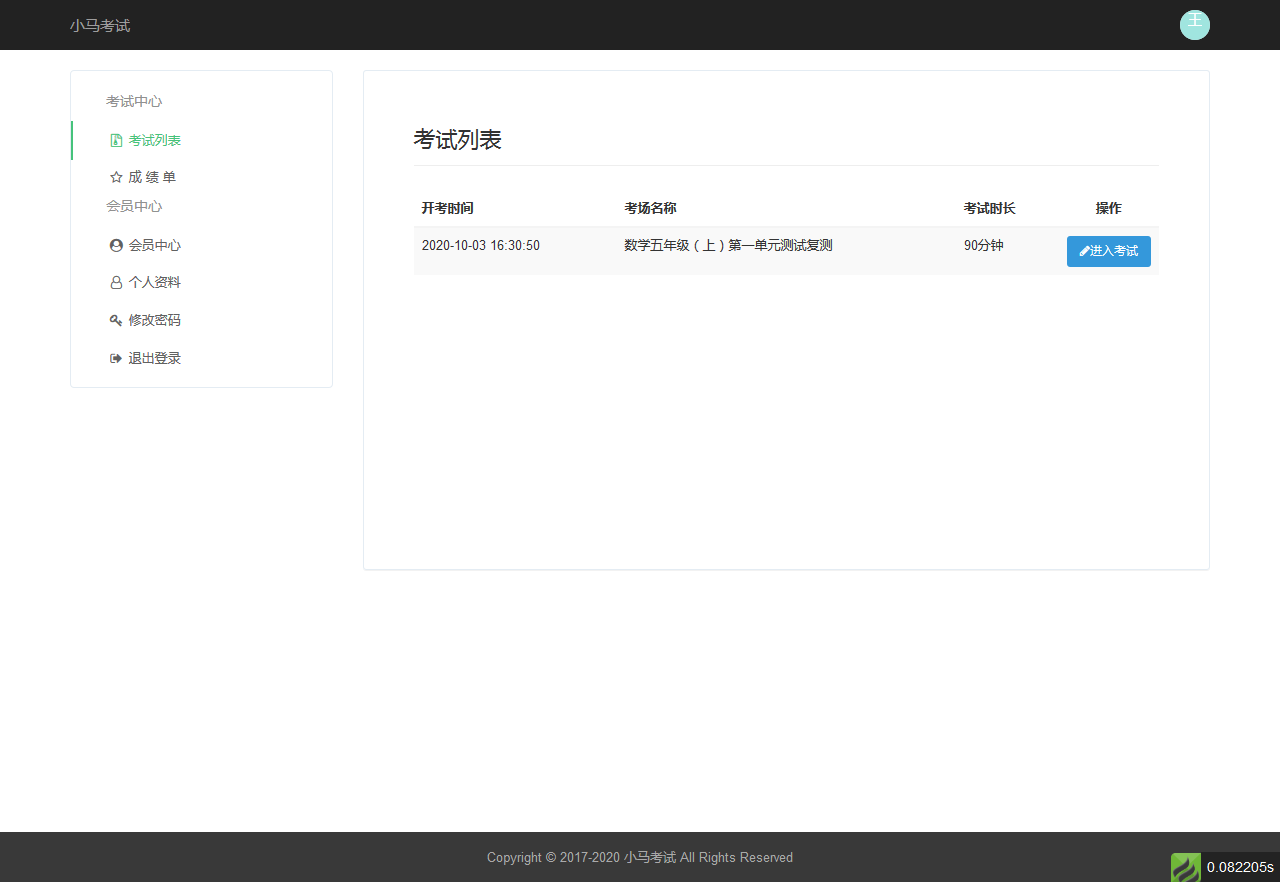 小马考试
王
考试中心
考试列表
成 绩 单
会员中心
会员中心
个人资料
修改密码
退出登录
考试列表
开考时间 考场名称 考试时长 操作
2020-10-03 16:30:50 数学五年级（上）第一单元测试复测 90分钟 进入考试
Copyright © 2017-2020 小马考试 All Rights Reserved
0.082205s